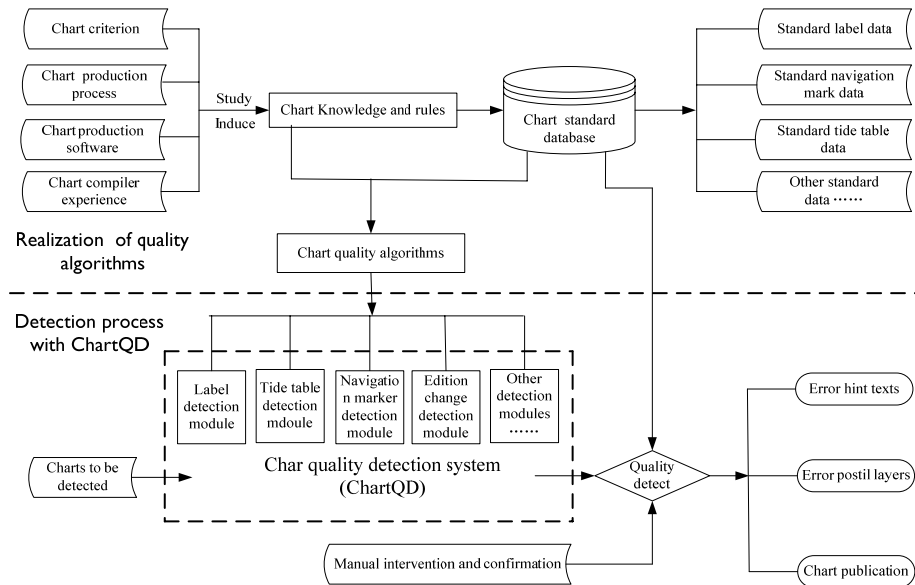 Chart criterion
Chart production
process
Chart production
software
Chart compiler
experience
Study
Induce
Chart Knowledge and rules
Chart standard
database
Standard label data
Standard navigation
mark data
Standard tide table
data
Other standard
data ······
Realization of quality
algorithms
Chart quality algorithms
Detection process
with ChartQD
Label
detection
module
Tide table
detection
mdoule
Navigatio
n marker
detection
module
Edition
change
detection
module
Other
detection
modules
······
Char quality detection system
(ChartQD)
Charts to be
detected
Quality
detect
Manual intervention and confirmation
Error hint texts
Error postil layers
Chart publication